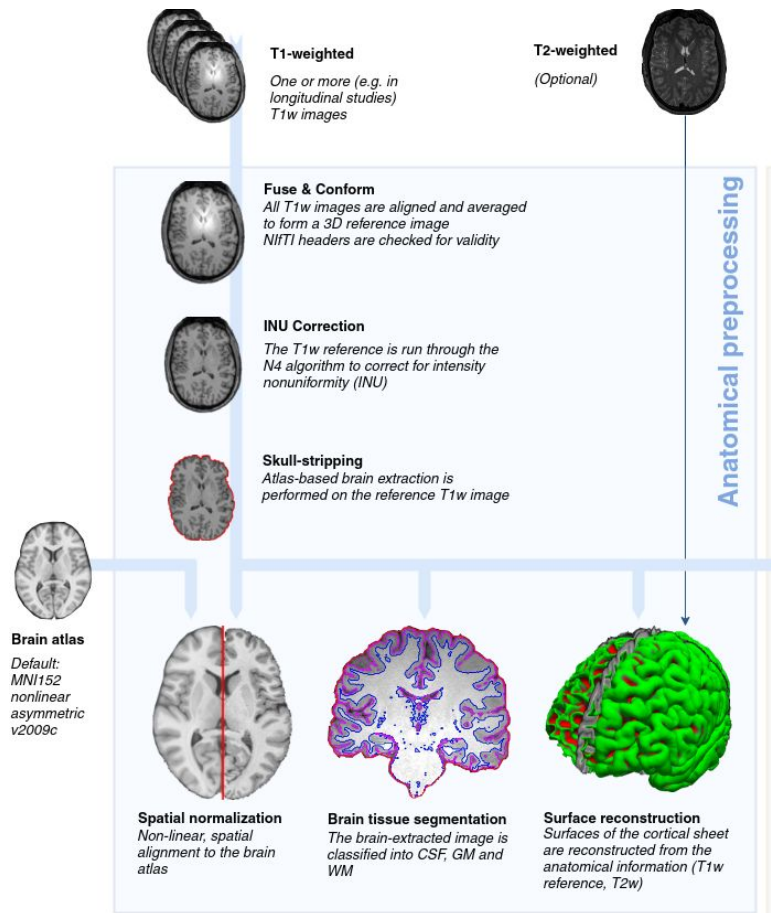 T1-weighted
One or more (e.g. in
longitudinal studies)
T1w images
T2-weighted
(Optional)
Anatomical preprocessing
Fuse & Conform
All T1w images are aligned and averaged
to form a 3D reference image
NIfTI headers are checked for validity
INU Correction
The T1w reference is run through the
N4 algorithm to correct for intensity
nonuniformity (INU)
Skull-stripping
Atlas-based brain extraction is
performed on the reference T1w image
Brain atlas
Default:
MNI152
nonlinear
asymmetric
v2009c
Spatial normalization
Non-linear, spatial
alignment to the brain
atlas
Brain tissue segmentation
The brain-extracted image is
classified into CSF, GM and
WM
Surface reconstruction
Surfaces of the cortical sheet
are reconstructed from the
anatomical information (T1w
reference, T2w)